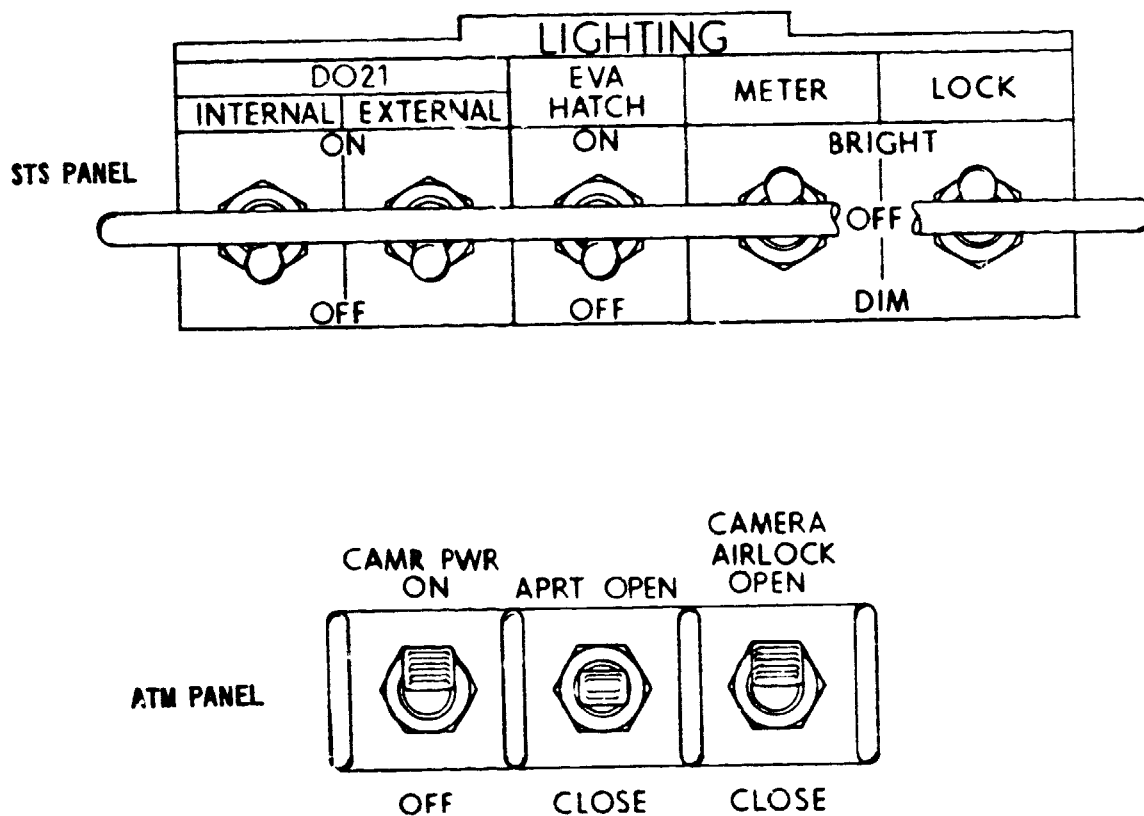 LIGHTING
DO21
INTERNAL EXTERNAL
EVA
HATCH
METER
LOCK
ON
ON
BRIGHT
STS PANEL
OFF
OFF
OFF
DIM
CAMR PWR
ON
APRT OPEN
CAMERA
AIRLOCK
OPEN
ATM PANEL
OFF
CLOSE
CLOSE